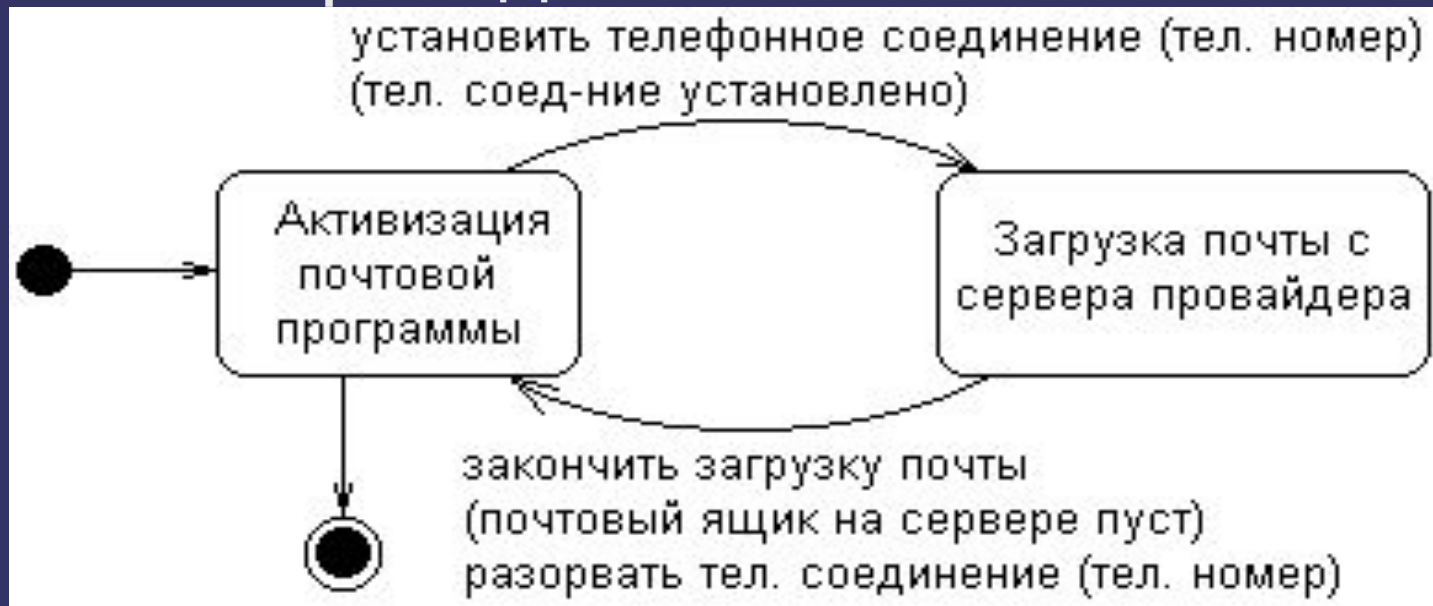 установить телефонное соединение (тел. номер)
(тел. соед-ние установлено)
Активизация
почтовой
программы
Загрузка почты с
сервера провайдера
закончить загрузку почты
(почтовый ящик на сервере пуст)
разорвать тел. соединение (тел. номер)